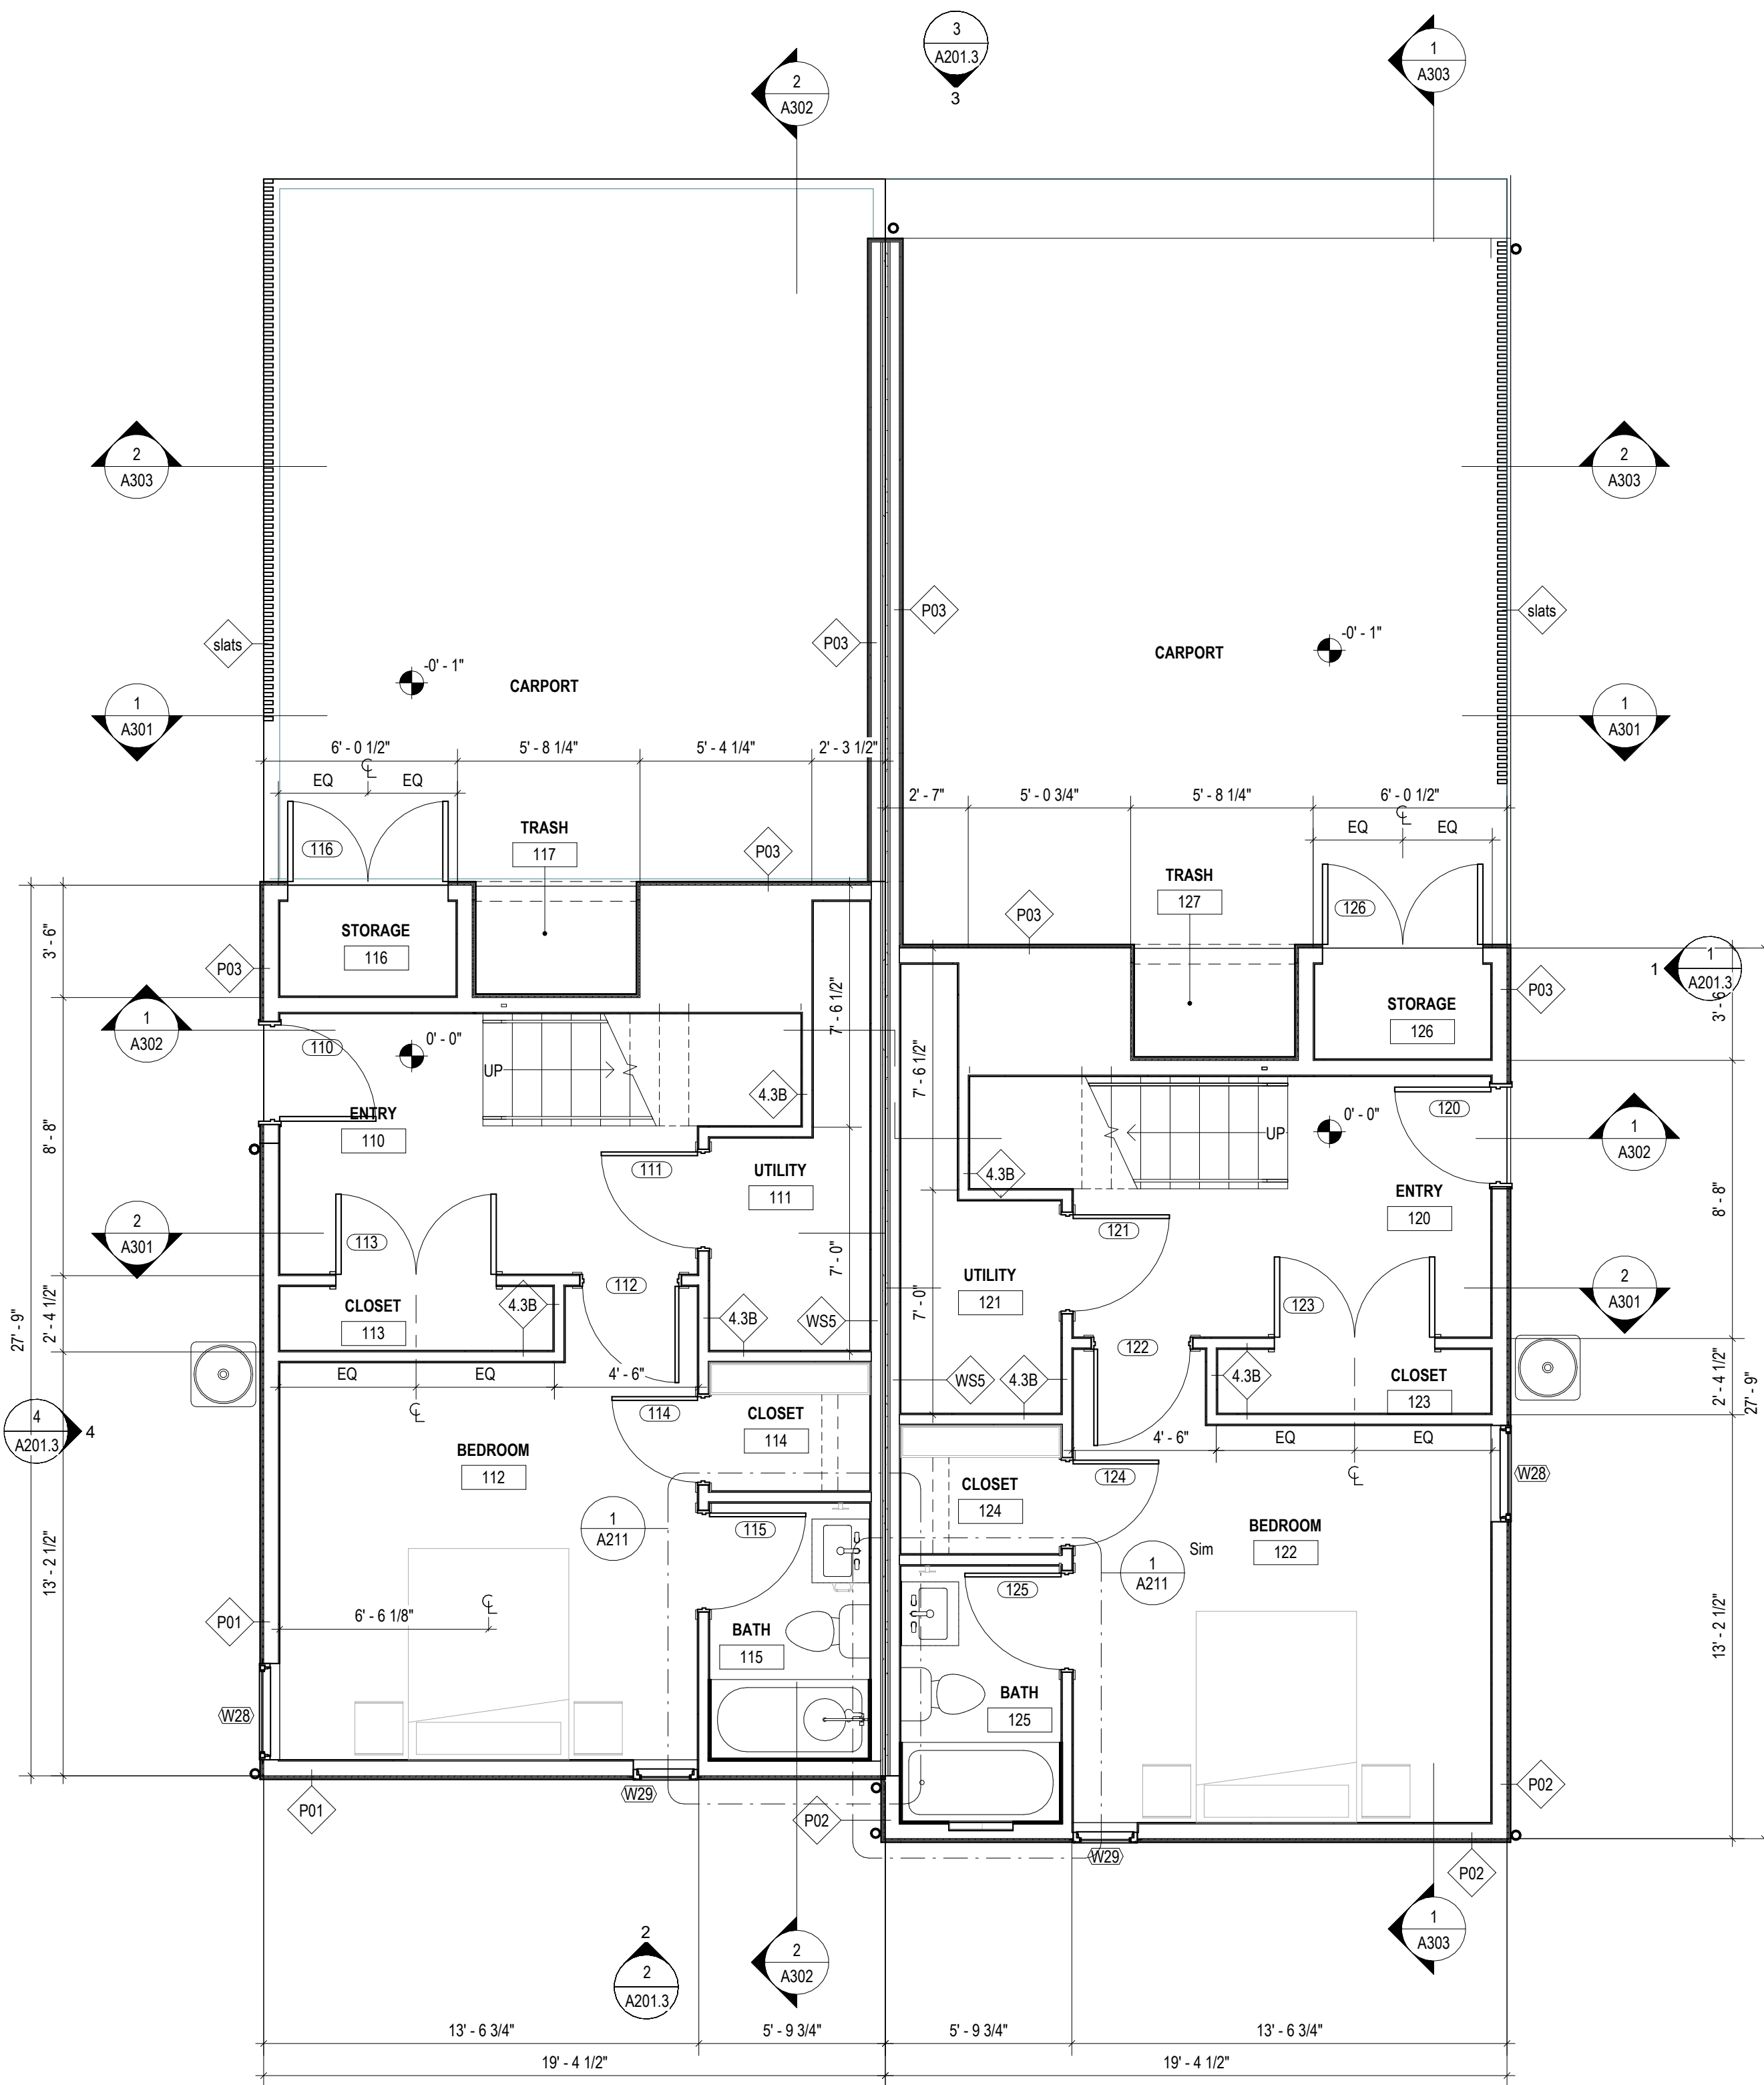 3
A201.3
3
1
A303
2
A302
2
A303
2
A303
P03
P03
slats
slats
CARPORT
-0' - 1"
-0' - 1"
CARPORT
1
A301
1
A301
6' - 0 1/2"
5' - 8 1/4"
5' - 4 1/4"
2' - 3 1/2"
EQ
CL
EQ
2' - 7"
5' - 0 3/4"
5' - 8 1/4"
6' - 0 1/2"
EQ
CL
EQ
116
TRASH
117
P03
TRASH
127
126
P03
3' - 6"
STORAGE
116
P03
1
1
A201.3
3' - 6"
P03
STORAGE
126
1
A302
110
0' - 0"
UP
7' - 6 1/2"
4.3B
7' - 6 1/2"
ENTRY
110
8' - 8"
111
UTILITY
111
0' - 0"
120
UP
4.3B
1
A302
ENTRY
120
8' - 8"
2
A301
113
7' - 0"
121
UTILITY
121
7' - 0"
2
A301
112
CLOSET
113
4.3B
4.3B
WS5
123
27' - 9"
2' - 4 1/2"
122
WS5
4.3B
4.3B
CLOSET
123
2' - 4 1/2"
27' - 9"
EQ
EQ
4' - 6"
CL
4
A201.3
4
114
CLOSET
114
4' - 6"
EQ
EQ
CL
BEDROOM
112
124
CLOSET
124
W28
1
A211
115
BEDROOM
122
Sim
1
A211
13' - 2 1/2"
125
P01
6' - 6 1/8"
CL
BATH
115
13' - 2 1/2"
BATH
125
W28
P01
W29
P02
P02
W29
P02
2
2
A201.3
2
A302
1
A303
13' - 6 3/4"
5' - 9 3/4"
5' - 9 3/4"
13' - 6 3/4"
19' - 4 1/2"
19' - 4 1/2"